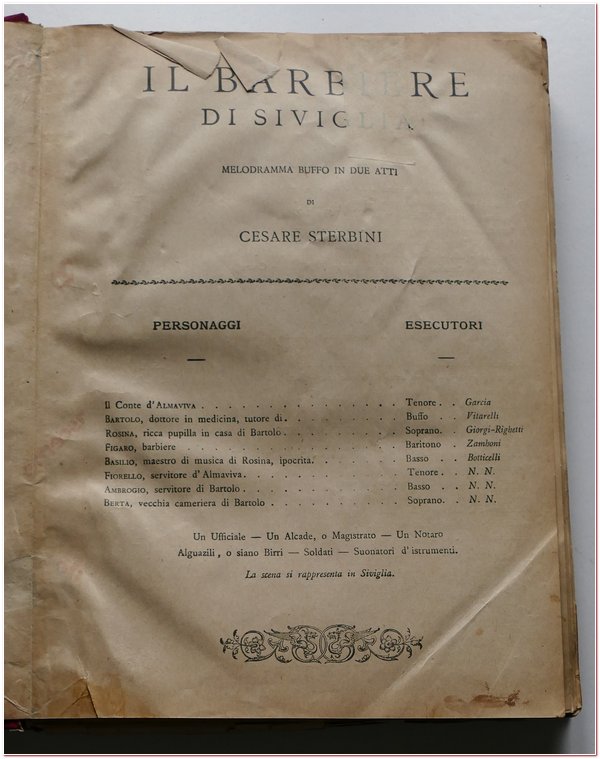 IL BARBIERE
DI SIVIGLIA
MELODRAMMA BUFFO IN DUE ATTI
DI
CESARE STERBINI
PERSONAGGI ESECUTORI
Il Conte d'ALMAVIVA . . . . . . . . . . . . . . . . Tenore . . Garcia
BARTOLO, dottore in medicina, tutore di . . . . . . . . . Buffo . . Vitarelli
ROSINA, ricca pupilla in casa di Bartolo . . . . . . . . . Soprano. . Giorgi-Righetti
FIGARO, barbiere . . . . . . . . . . . . . . . . . Baritono . Zamboni
BASILIO, maestro di musica di Rosina, ipocrita. . . . . . . . Basso . . Botticelli
FIORELLO, servitore d' Almaviva. . . . . . . . . . . . . Tenore . . N. N.
AMBROGIO, servitore di Bartolo . . . . . . . . . . . . . Basso . . N. N.
BERTA, vecchia cameriera di Bartolo . . . . . . . . . . . Soprano. . N. N.
Un Ufficiale — Un Alcade, o Magistrato — Un Notaro
Alguazili, o siano Birri — Soldati — Suonatori d' istrumenti.
La scena si rappresenta in Siviglia.